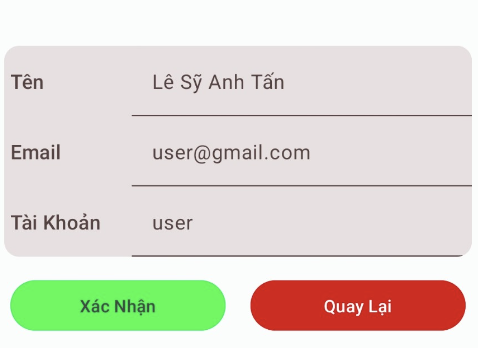 Tên Lê Sỹ Anh Tấn
Email user@gmail.com
Tài Khoản user
Xác Nhận Quay Lại